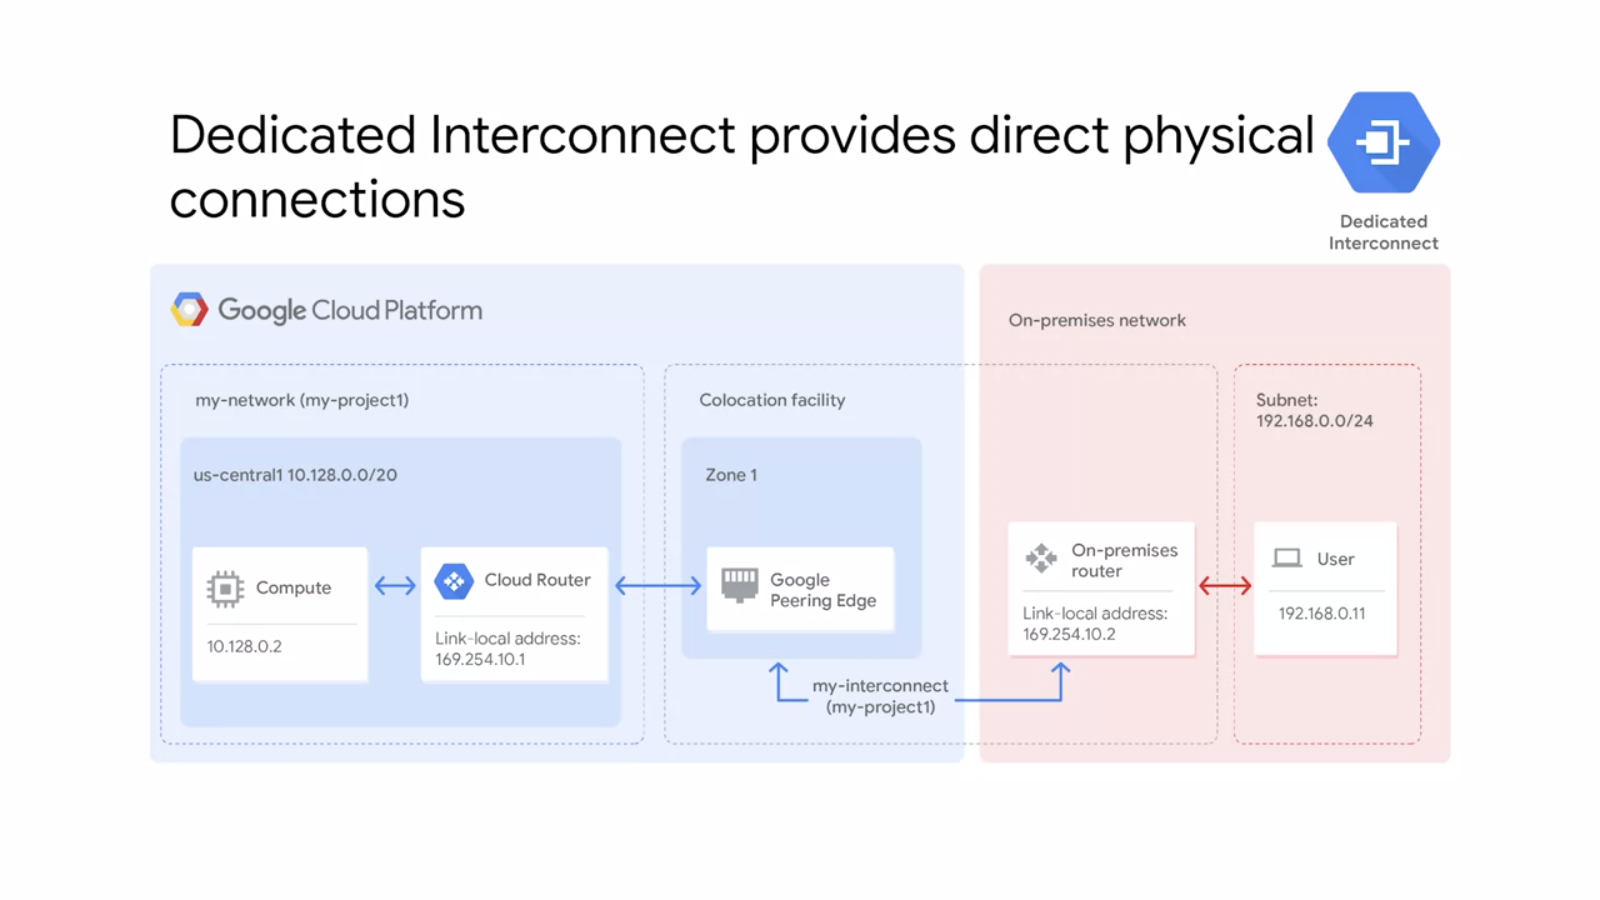 Dedicated Interconnect provides direct physical
connections
Dedicated
Interconnect
Google Cloud Platform
On-premises network
my-network (my-project1)
Colocation facility
Subnet:
192.168.0.0/24
us-central1 10.128.0.0/20
Zone 1
Compute
10.128.0.2
Cloud Router
Link-local address:
169.254.10.1
Google
Peering Edge
On-premises
router
Link-local address:
169.254.10.2
User
192.168.0.11
my-interconnect
(my-project1)